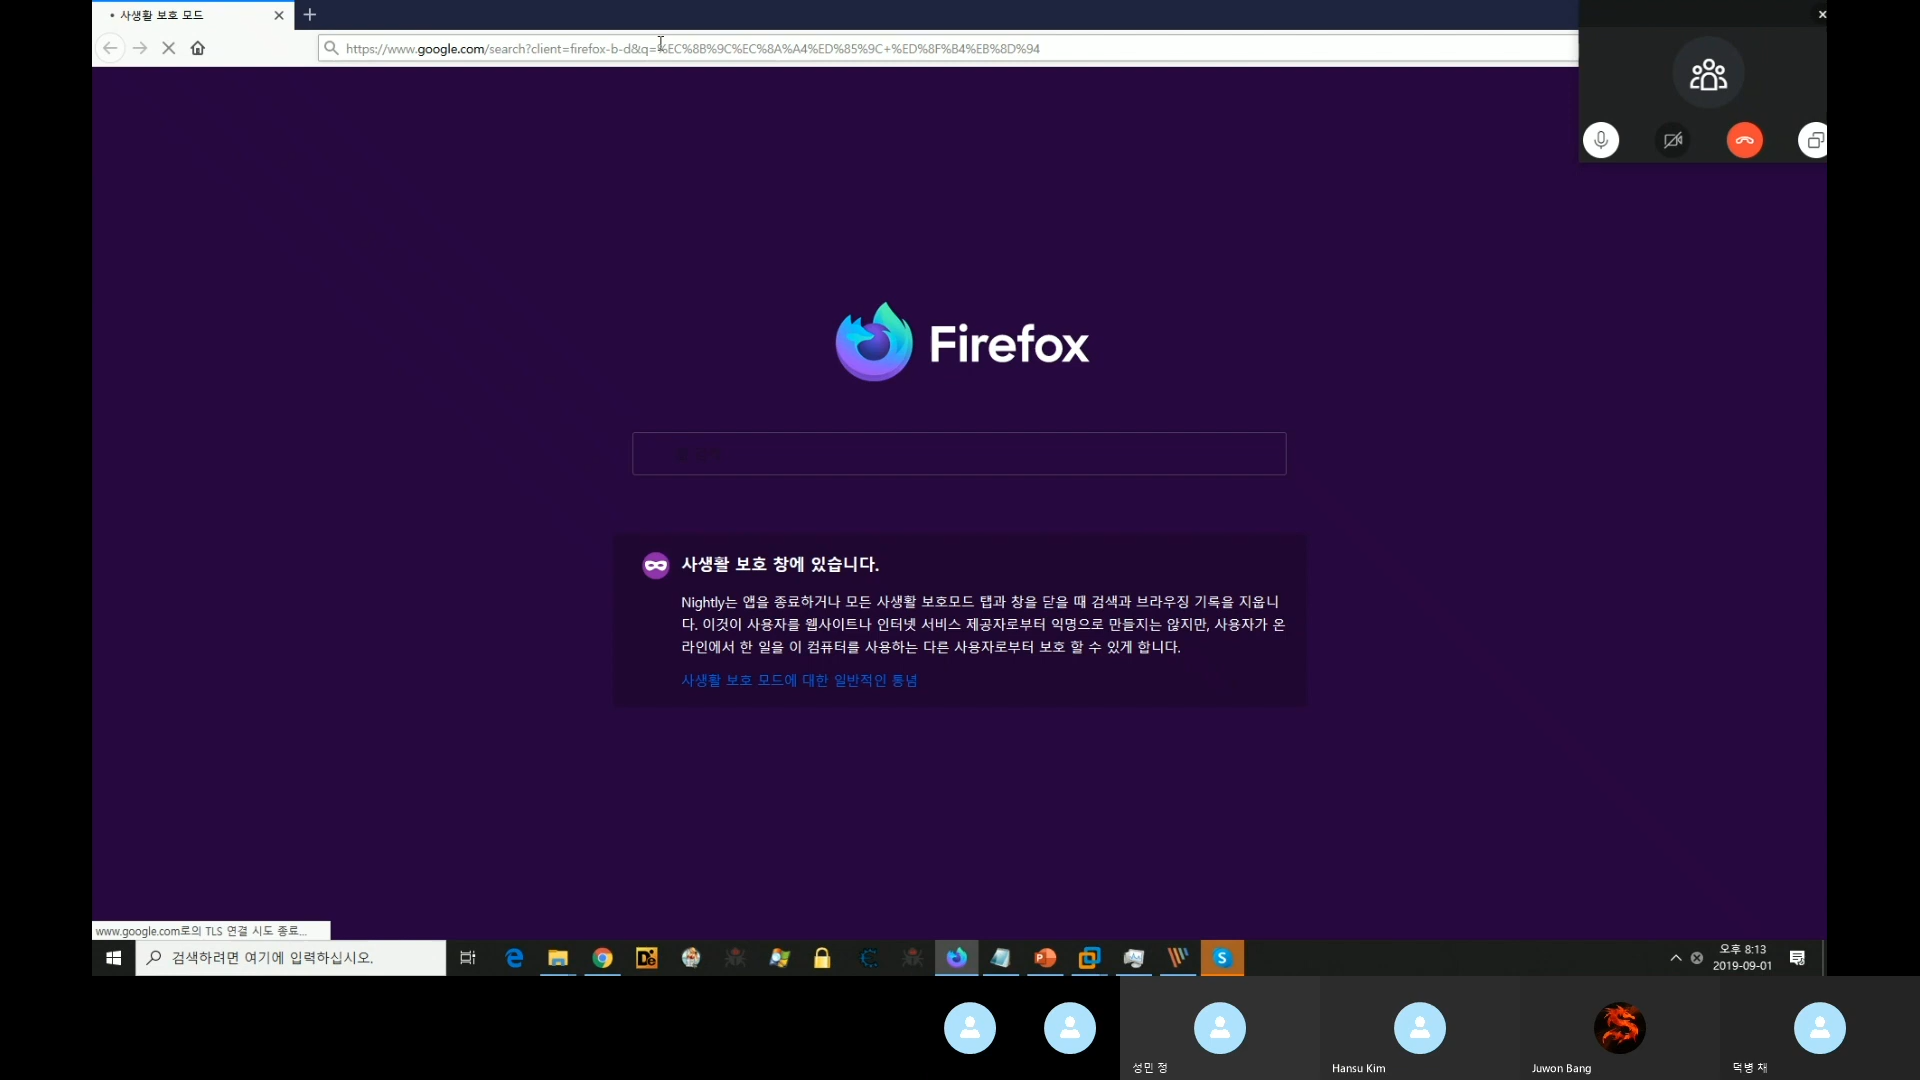 사생활 보호 모드
https://www.google.com/search?client=firefox-b-d&q=%EC%8B%9C%EC%8A%A4%ED%85%9C+%ED%8F%B4%EB%8D%94
Firefox
사생활 보호 창에 있습니다.
Nightly는 앱을 종료하거나 모든 사생활 보호모드 탭과 창을 닫을 때 검색과 브라우징 기록을 지웁니
다. 이것이 사용자를 웹사이트나 인터넷 서비스 제공자로부터 익명으로 만들지는 않지만, 사용자가 온
라인에서 한 일을 이 컴퓨터를 사용하는 다른 사용자로부터 보호 할 수 있게 합니다.
사생활 보호 모드에 대한 일반적인 통념
www.google.com로의 TLS 연결 시도 종료...
검색하려면 여기에 입력하십시오.
오후 8:13
2019-09-01
성민 정
Hansu Kim
Juwon Bang
덕병 채